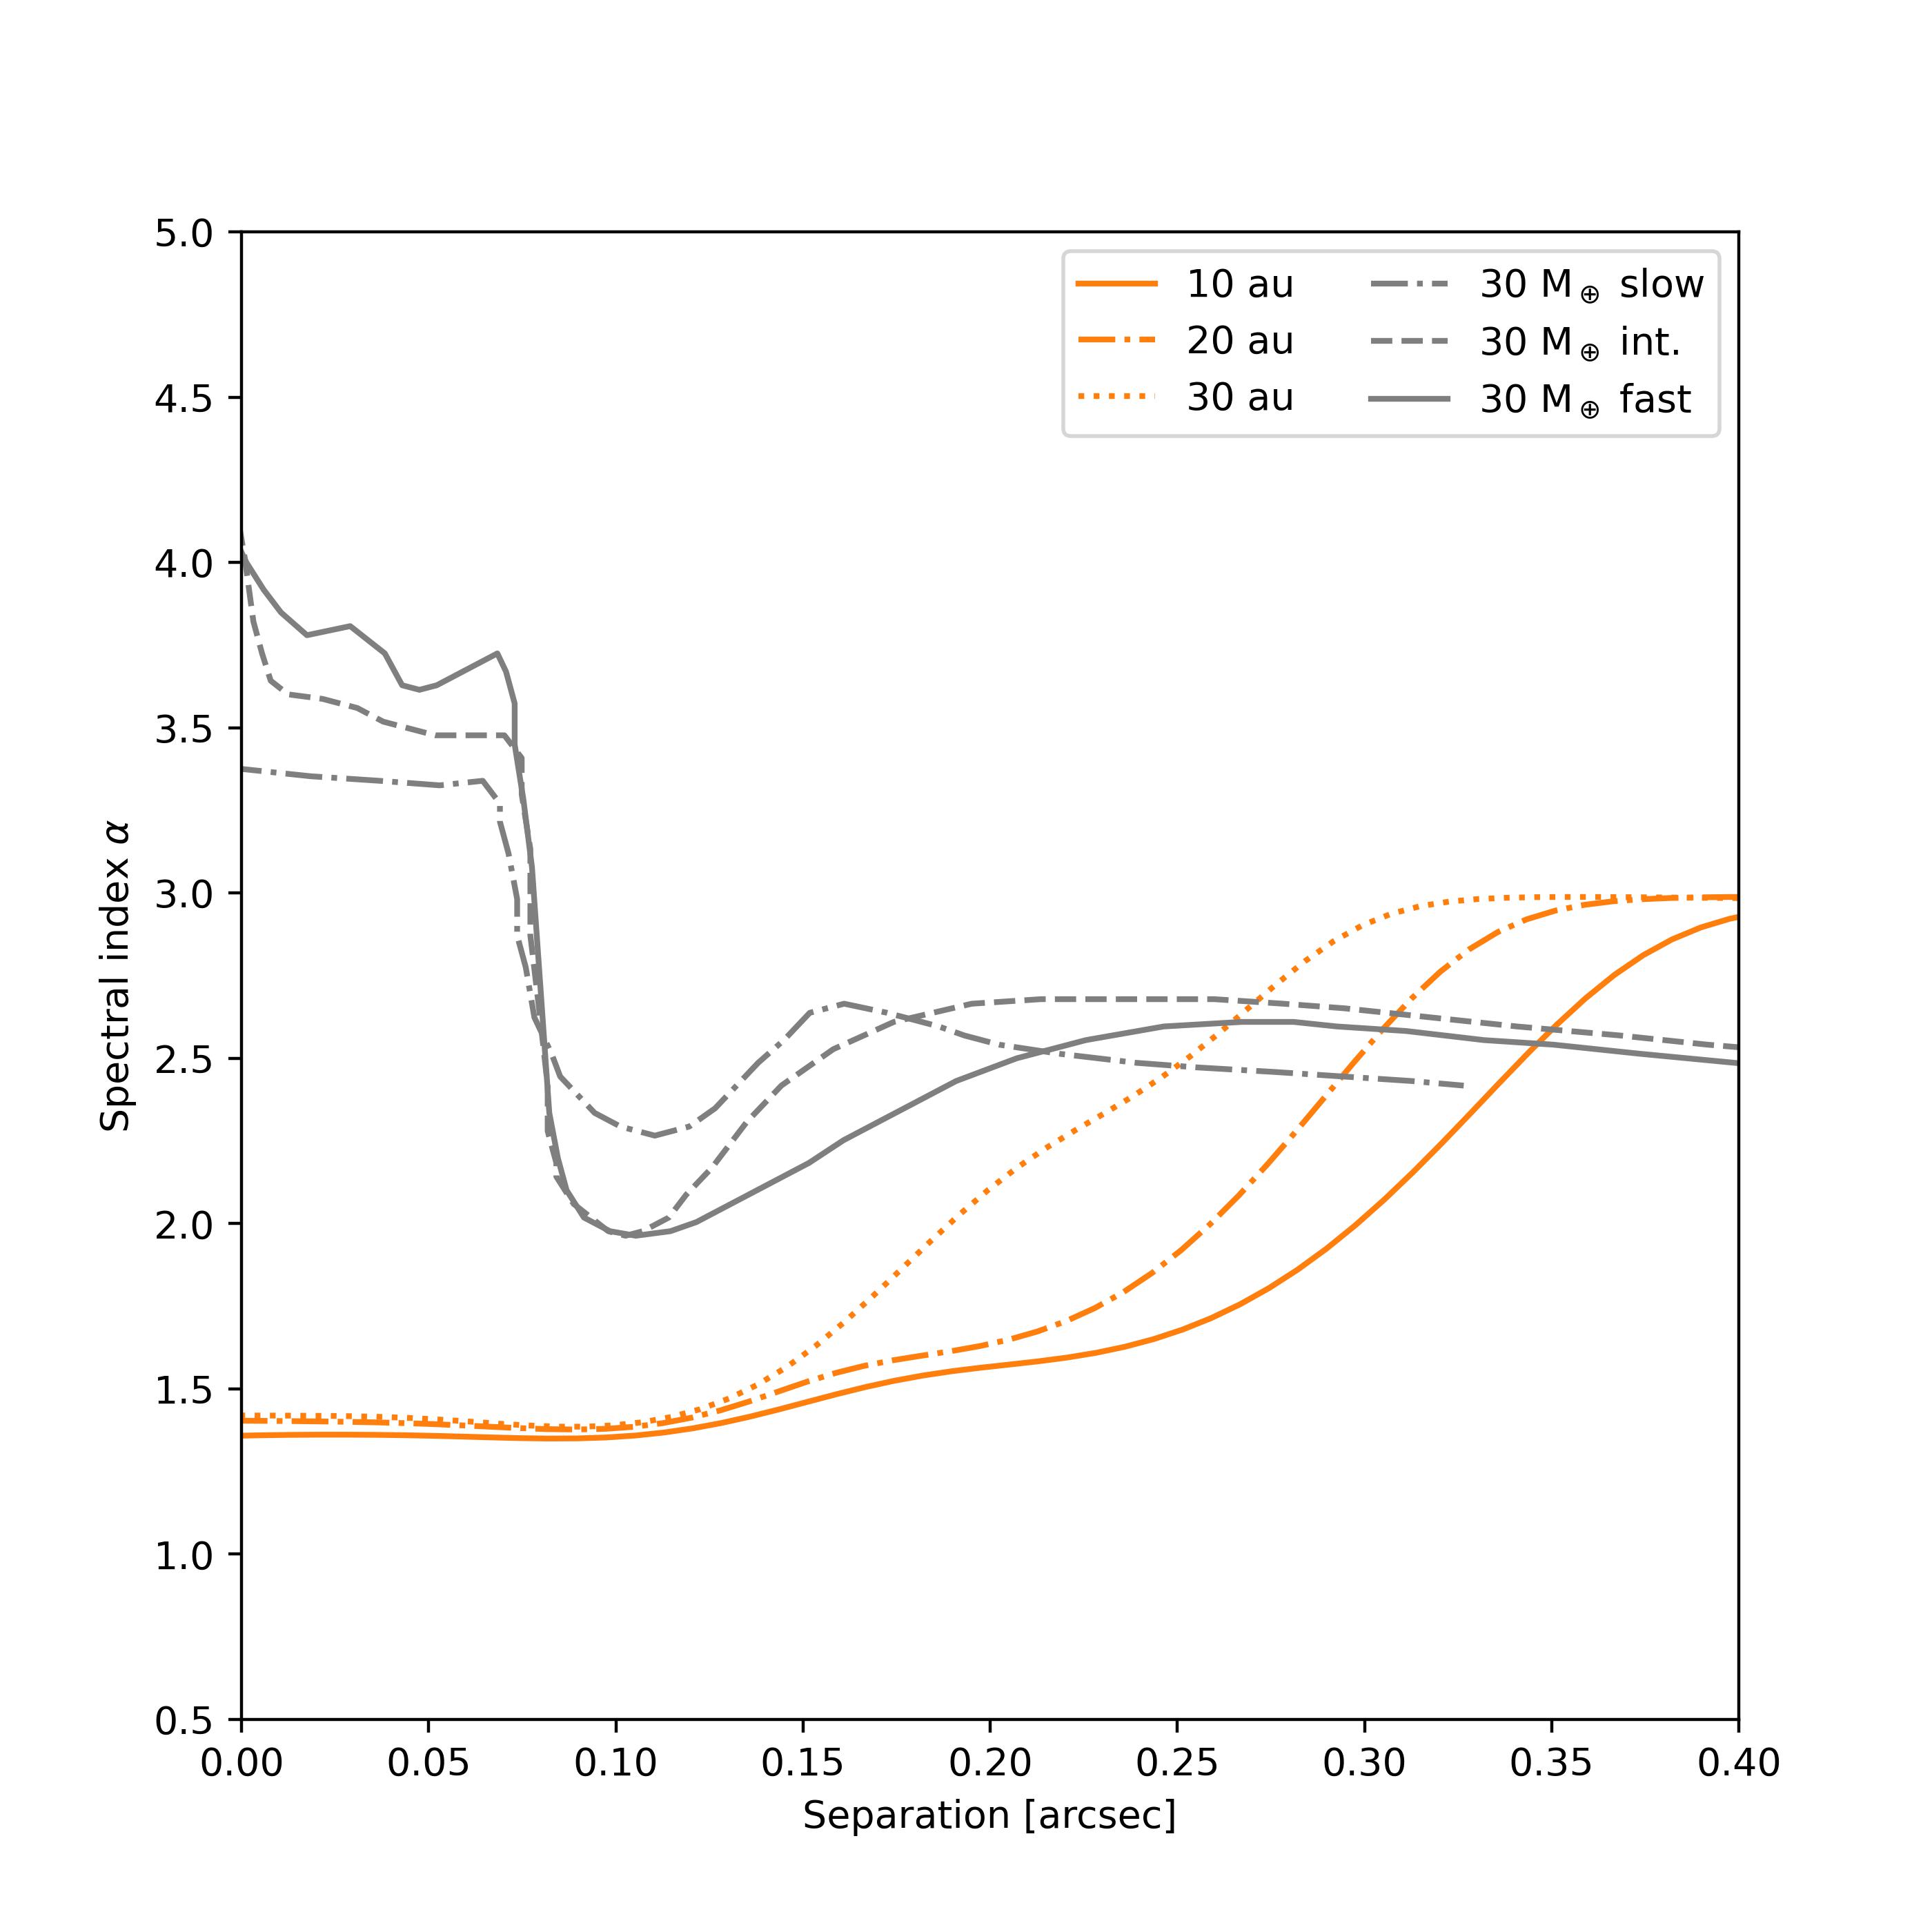 5.0
4.5
4.0
3.5
3.0
2.5
2.0
1.5
1.0
0.5
Spectral index α
10 au
20 au
30 au
30 M⊕ slow
30 M⊕ int.
30 M⊕ fast
0.00 0.05 0.10 0.15 0.20 0.25 0.30 0.35 0.40
Separation [arcsec]